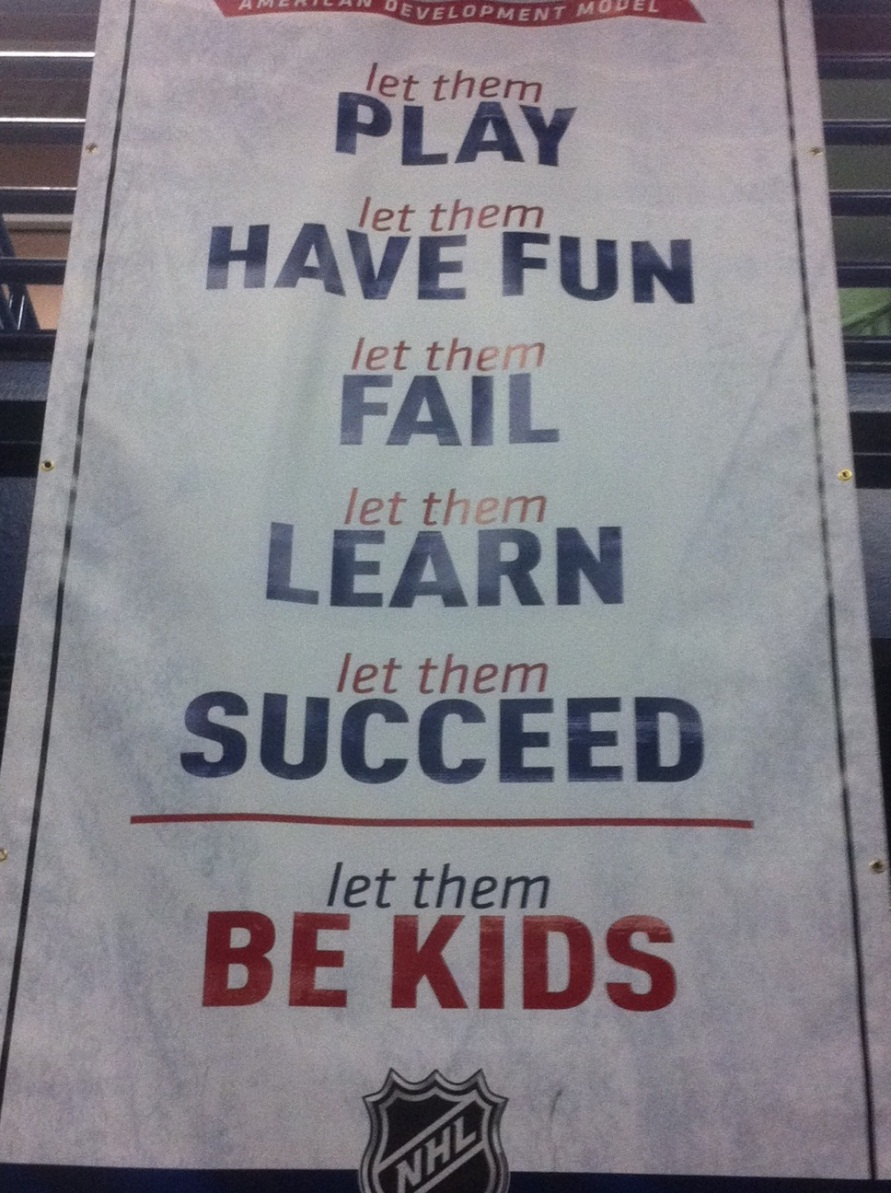 AMERICAN DEVELOPMENT MODEL
let them
PLAY
let them
HAVE FUN
let them
FAIL
let them
LEARN
let them
SUCCEED
let them
BE KIDS
NHL